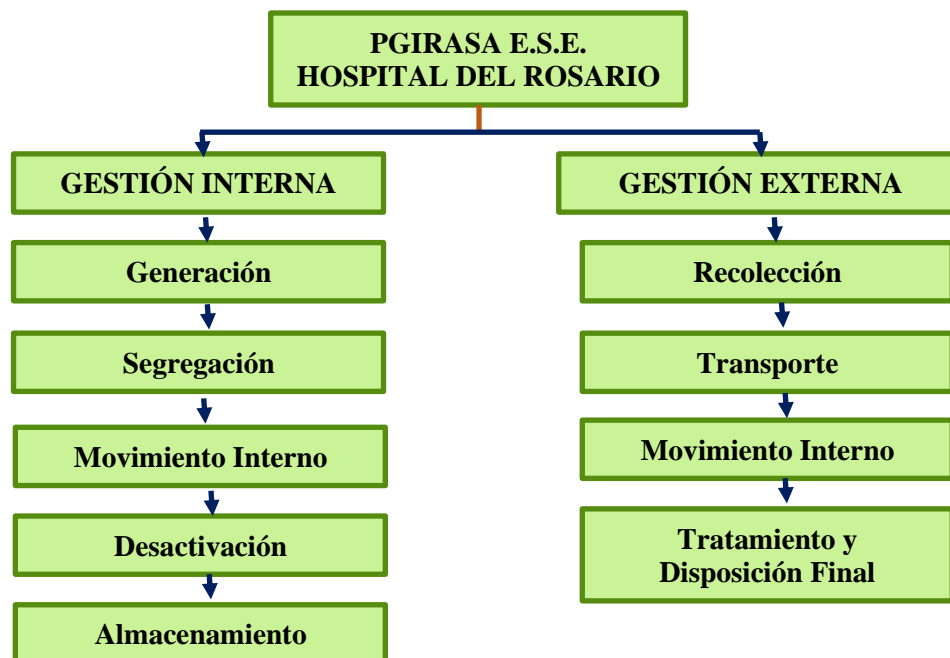 PGIRASA E.S.E.
HOSPITAL DEL ROSARIO
GESTIÓN INTERNA
Generación
Segregación
Movimiento Interno
Desactivación
Almacenamiento
GESTIÓN EXTERNA
Recolección
Transporte
Movimiento Interno
Tratamiento y
Disposición Final